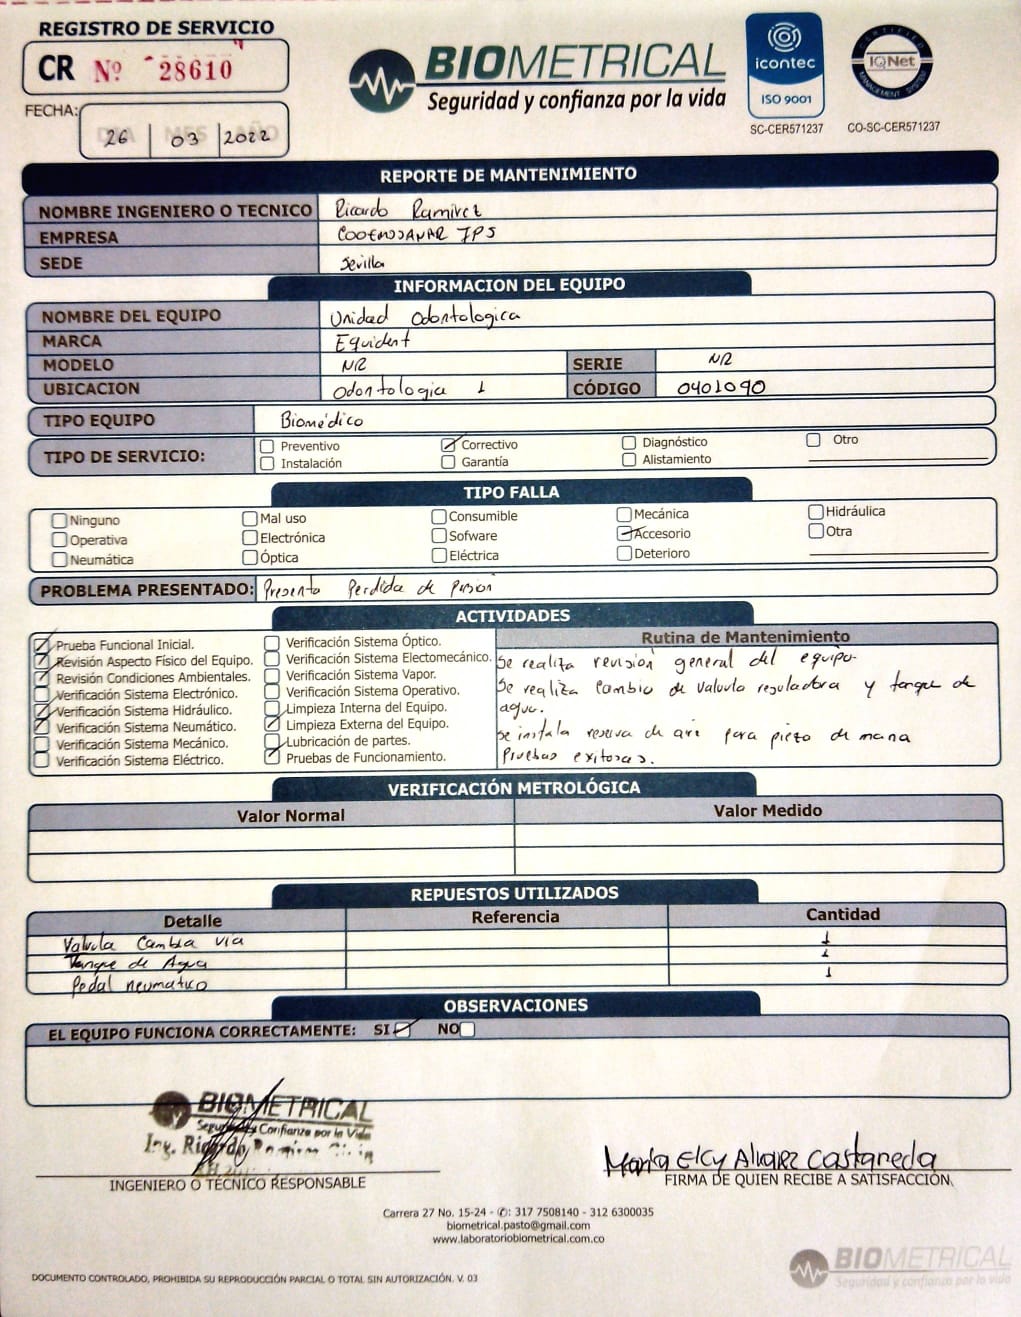 REGISTRO DE SERVICIO
CR Nº 28610
BIOMETRICAL
Seguridad y confianza por la vida
icontec
ISO 9001
SC-CER571237
CERTIFIED
IQNet
MANAGEMENT SYSTEM
CO-SC-CER571237
FECHA:
DIA MES AÑO
26 03 2022
REPORTE DE MANTENIMIENTO
NOMBRE INGENIERO O TECNICO Ricardo Ramirez
EMPRESA COOEMSSANAR IPS
SEDE Sevilla
INFORMACION DEL EQUIPO
NOMBRE DEL EQUIPO Unidad Odontologica
MARCA Equident
MODELO NR SERIE NR
UBICACION Odontologica 1 CÓDIGO 0401090
TIPO EQUIPO Biomédico
TIPO DE SERVICIO:
Preventivo Correctivo Diagnóstico Otro
Instalación Garantía Alistamiento
TIPO FALLA
Ninguno Mal uso Consumible Mecánica Hidráulica
Operativa Electrónica Sofware Accesorio Otra
Neumática Óptica Eléctrica Deterioro
PROBLEMA PRESENTADO: Presenta Perdida de presion
ACTIVIDADES
Prueba Funcional Inicial.
Revisión Aspecto Físico del Equipo.
Revisión Condiciones Ambientales.
Verificación Sistema Electrónico.
Verificación Sistema Hidráulico.
Verificación Sistema Neumático.
Verificación Sistema Mecánico.
Verificación Sistema Eléctrico.
Verificación Sistema Óptico.
Verificación Sistema Electomecánico.
Verificación Sistema Vapor.
Verificación Sistema Operativo.
Limpieza Interna del Equipo.
Limpieza Externa del Equipo.
Lubricación de partes.
Pruebas de Funcionamiento.
Rutina de Mantenimiento
Se realiza revision general del equipo.
Se realiza Cambio de valvula reguladora y tanque de
agua.
Se instala reserva de aire para pieza de mano
Pruebas exitosas.
VERIFICACIÓN METROLÓGICA
Valor Normal Valor Medido
REPUESTOS UTILIZADOS
Detalle Referencia Cantidad
Valvula Cambia via 1
Tanque de Agua 1
Pedal neumatico 1
OBSERVACIONES
EL EQUIPO FUNCIONA CORRECTAMENTE: SI NO
BIOMETRICAL
Seguridad y Confianza por la Vida
Ing. Ricardo Ramirez
INGENIERO O TÉCNICO RESPONSABLE
Maria Elcy Alvarez Castaneda
FIRMA DE QUIEN RECIBE A SATISFACCIÓN
Carrera 27 No. 15-24 - ✆: 317 7508140 - 312 6300035
biometrical.pasto@gmail.com
www.laboratoriobiometrical.com.co
DOCUMENTO CONTROLADO, PROHIBIDA SU REPRODUCCIÓN PARCIAL O TOTAL SIN AUTORIZACIÓN. V. 03
BIOMETRICAL
Seguridad y confianza por la vida